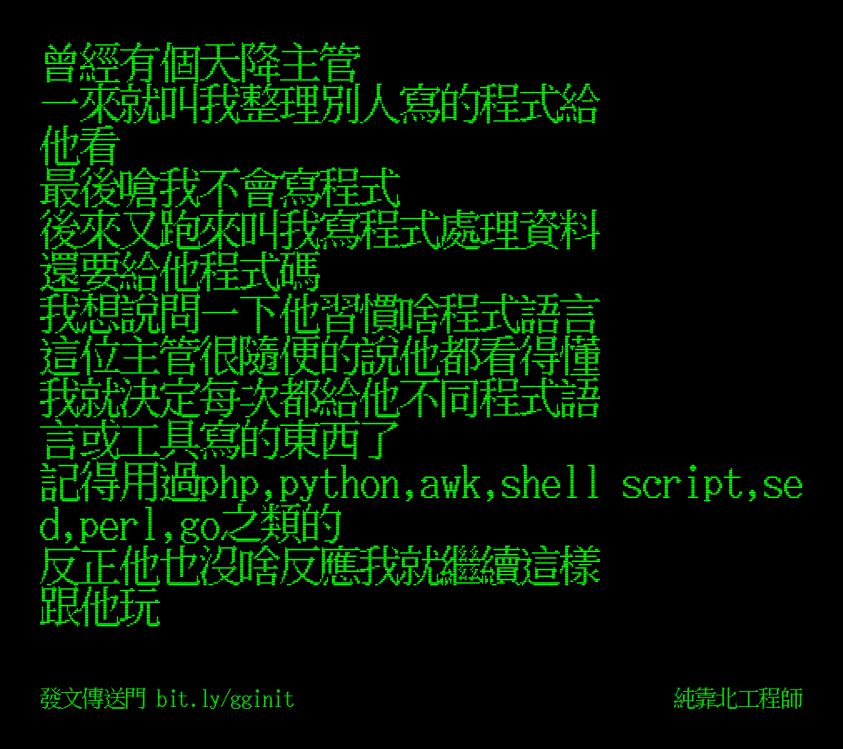 曾經有個天降主管
一來就叫我整理別人寫的程式給
他看
最後嗆我不會寫程式
後來又跑來叫我寫程式處理資料
還要給他程式碼
我想說問一下他習慣啥程式語言
這位主管很隨便的說他都看得懂
我就決定每次都給他不同程式語
言或工具寫的東西了
記得用過php,python,awk,shell script,se
d,perl,go之類的
反正他也沒啥反應我就繼續這樣
跟他玩
發文傳送門 bit.ly/gginit
純靠北工程師